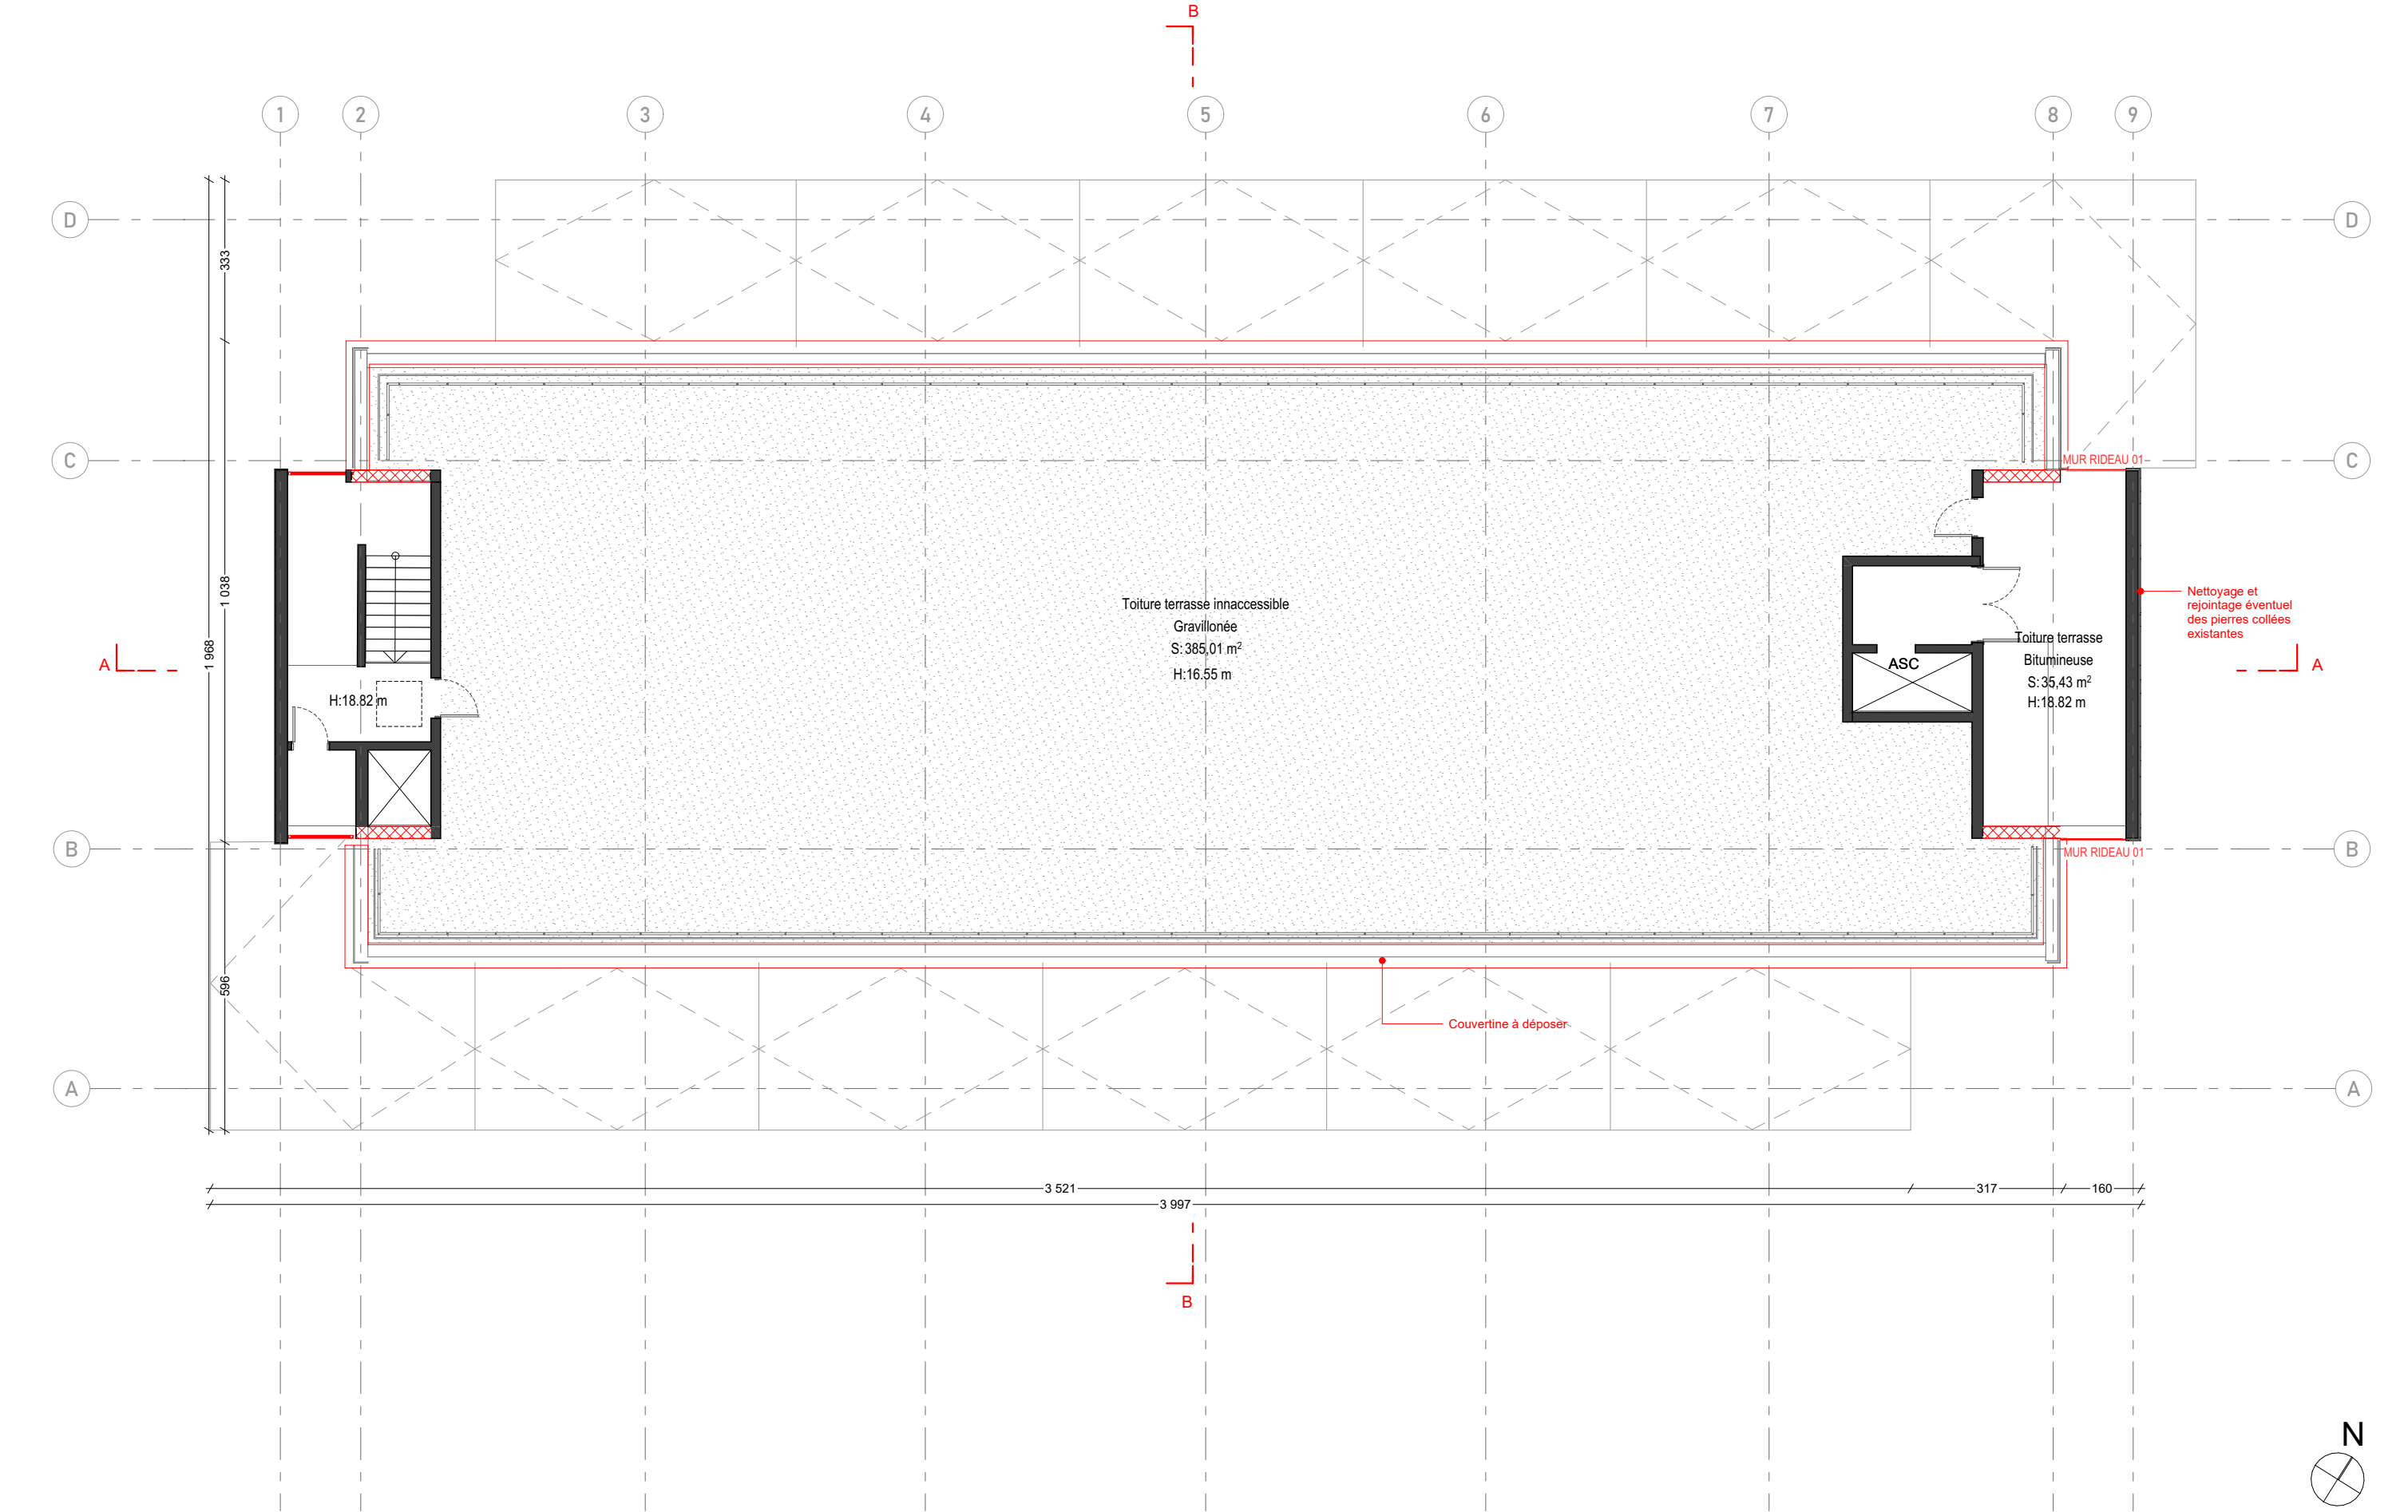 B
1
2
3
4
5
6
7
8
9
D
D
333
C
C
MUR RIDEAU 01
1 038
Nettoyage et
rejointage éventuel
des pierres collées
existantes
Toiture terrasse innaccessible
Gravillonée
S: 385,01 m²
H:16.55 m
1 968
A
A
ASC
Toiture terrasse
Bitumineuse
S: 35,43 m²
H:18.82 m
H:18.82 m
B
B
MUR RIDEAU 01
596
Couvertine à déposer
A
A
3 521
317
160
3 997
B
N